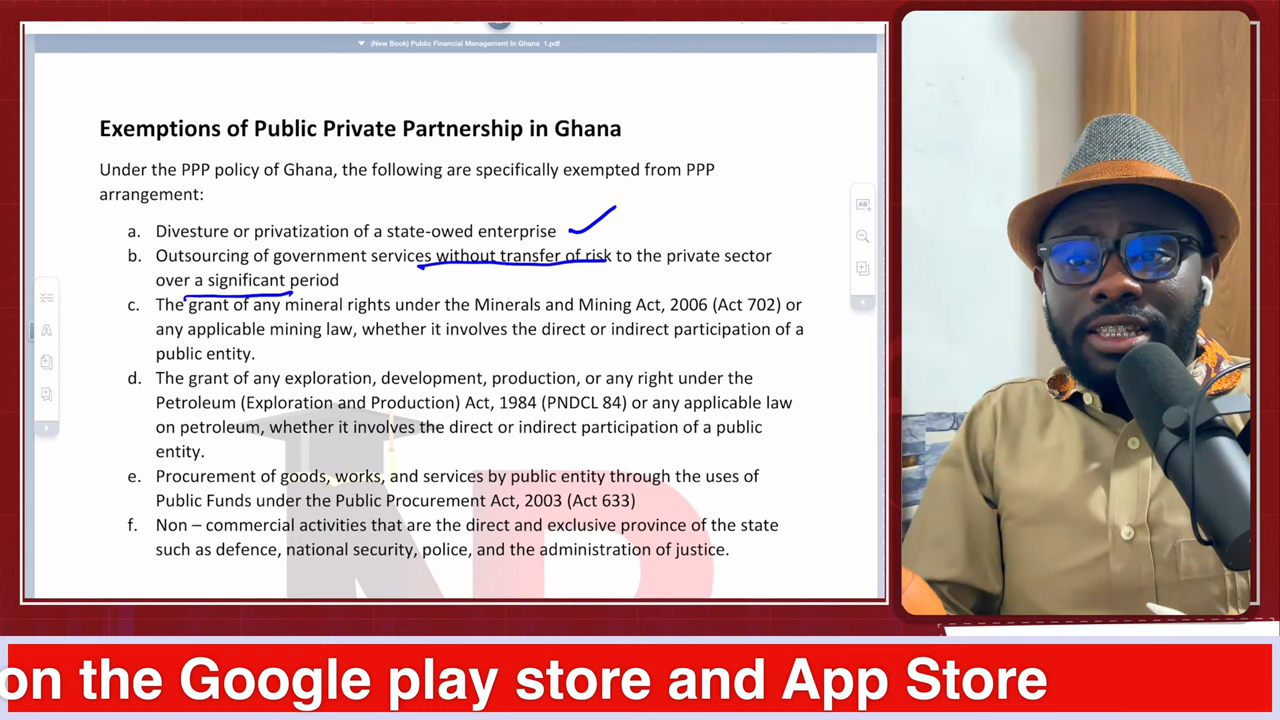 (New Book) Public Financial Management In Ghana 1.pdf
Exemptions of Public Private Partnership in Ghana
Under the PPP policy of Ghana, the following are specifically exempted from PPP
arrangement:
a. Divesture or privatization of a state-owed enterprise
b. Outsourcing of government services without transfer of risk to the private sector
over a significant period
c. The grant of any mineral rights under the Minerals and Mining Act, 2006 (Act 702) or
any applicable mining law, whether it involves the direct or indirect participation of a
public entity.
d. The grant of any exploration, development, production, or any right under the
Petroleum (Exploration and Production) Act, 1984 (PNDCL 84) or any applicable law
on petroleum, whether it involves the direct or indirect participation of a public
entity.
e. Procurement of goods, works, and services by public entity through the uses of
Public Funds under the Public Procurement Act, 2003 (Act 633)
f. Non – commercial activities that are the direct and exclusive province of the state
such as defence, national security, police, and the administration of justice.
on the Google play store and App Store